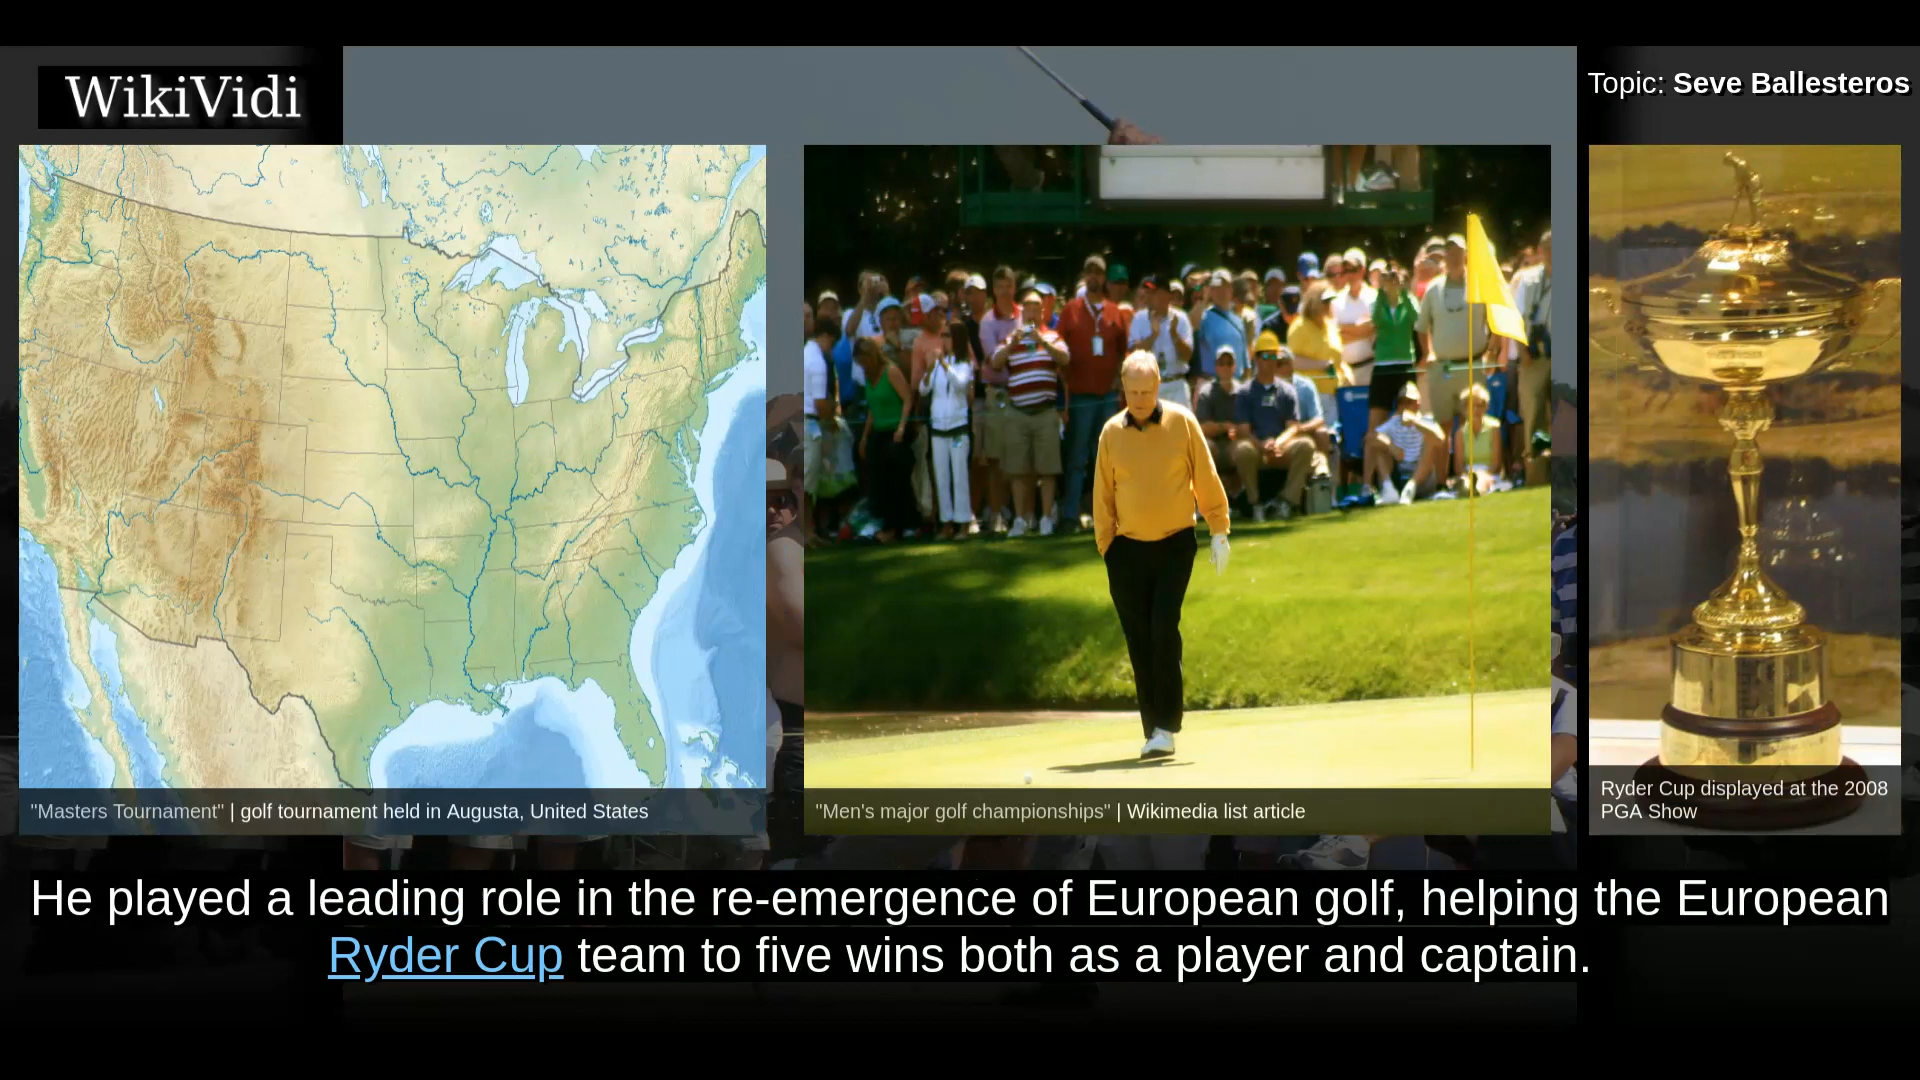 WikiVidi
Topic: Seve Ballesteros
"Masters Tournament" | golf tournament held in Augusta, United States
"Men's major golf championships" | Wikimedia list article
Ryder Cup displayed at the 2008
PGA Show
He played a leading role in the re-emergence of European golf, helping the European
Ryder Cup team to five wins both as a player and captain.